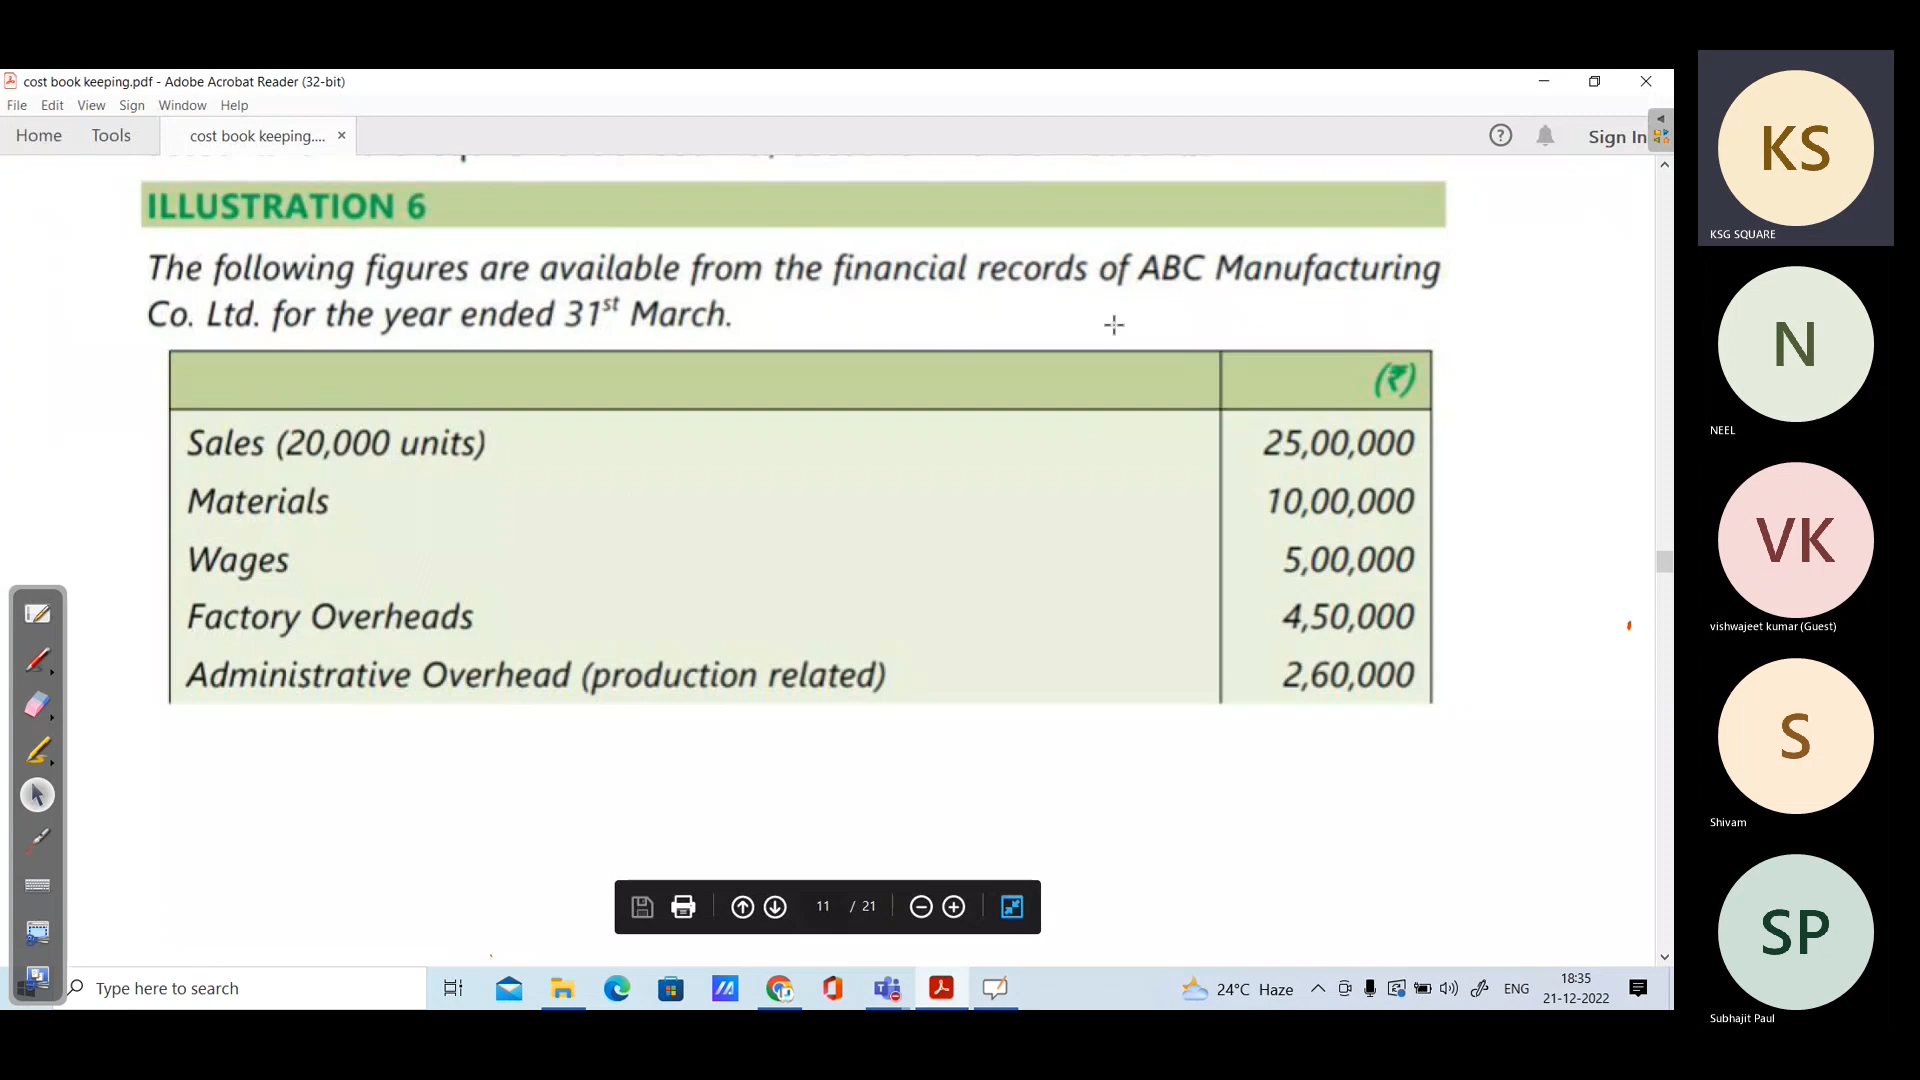 cost book keeping.pdf - Adobe Acrobat Reader (32-bit)
File Edit View Sign Window Help
Home Tools cost book keeping.... × Sign In
ILLUSTRATION 6
The following figures are available from the financial records of ABC Manufacturing
Co. Ltd. for the year ended 31st March.
(₹)
Sales (20,000 units) 25,00,000
Materials 10,00,000
Wages 5,00,000
Factory Overheads 4,50,000
Administrative Overhead (production related) 2,60,000
11 / 21
Type here to search
24°C Haze
ENG
18:35
21-12-2022
KS
KSG SQUARE
N
NEEL
VK
vishwajeet kumar (Guest)
S
Shivam
SP
Subhajit Paul